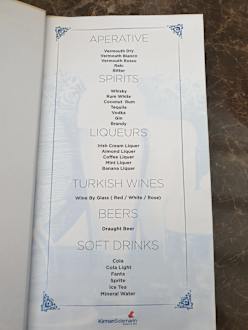 APERATIVE
Vermouth Dry
Vermouth Bianco
Vermouth Rosso
Rakı
Bitter
SPIRITS
Whisky
Rum White
Coconut Rum
Tequila
Vodka
Gin
Brandy
LIQUEURS
Irish Cream Liquer
Almond Liquer
Coffee Liquer
Mint Liquer
Banana Liquer
TURKISH WINES
Wine By Glass ( Red / White / Rose)
BEERS
Draught Beer
SOFT DRINKS
Cola
Cola Light
Fanta
Sprite
Ice Tea
Mineral Water